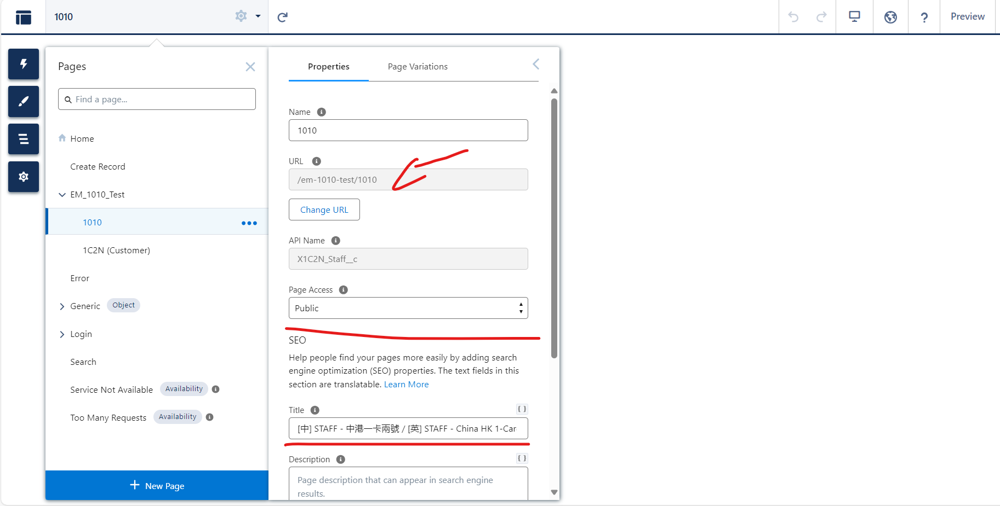 1010
?
Preview
Pages
Find a page...
Home
Create Record
EM_1010_Test
1010
1C2N (Customer)
Error
Generic Object
Login
Search
Service Not Available Availability
Too Many Requests Availability
New Page
Properties Page Variations
Name
1010
URL
/em-1010-test/1010
Change URL
API Name
X1C2N_Staff__c
Page Access
Public
SEO
Help people find your pages more easily by adding search
engine optimization (SEO) properties. The text fields in this
section are translatable. Learn More
Title { }
[中] STAFF - 中港一卡兩號 / [英] STAFF - China HK 1-Car
Description { }
Page description that can appear in search engine
results.